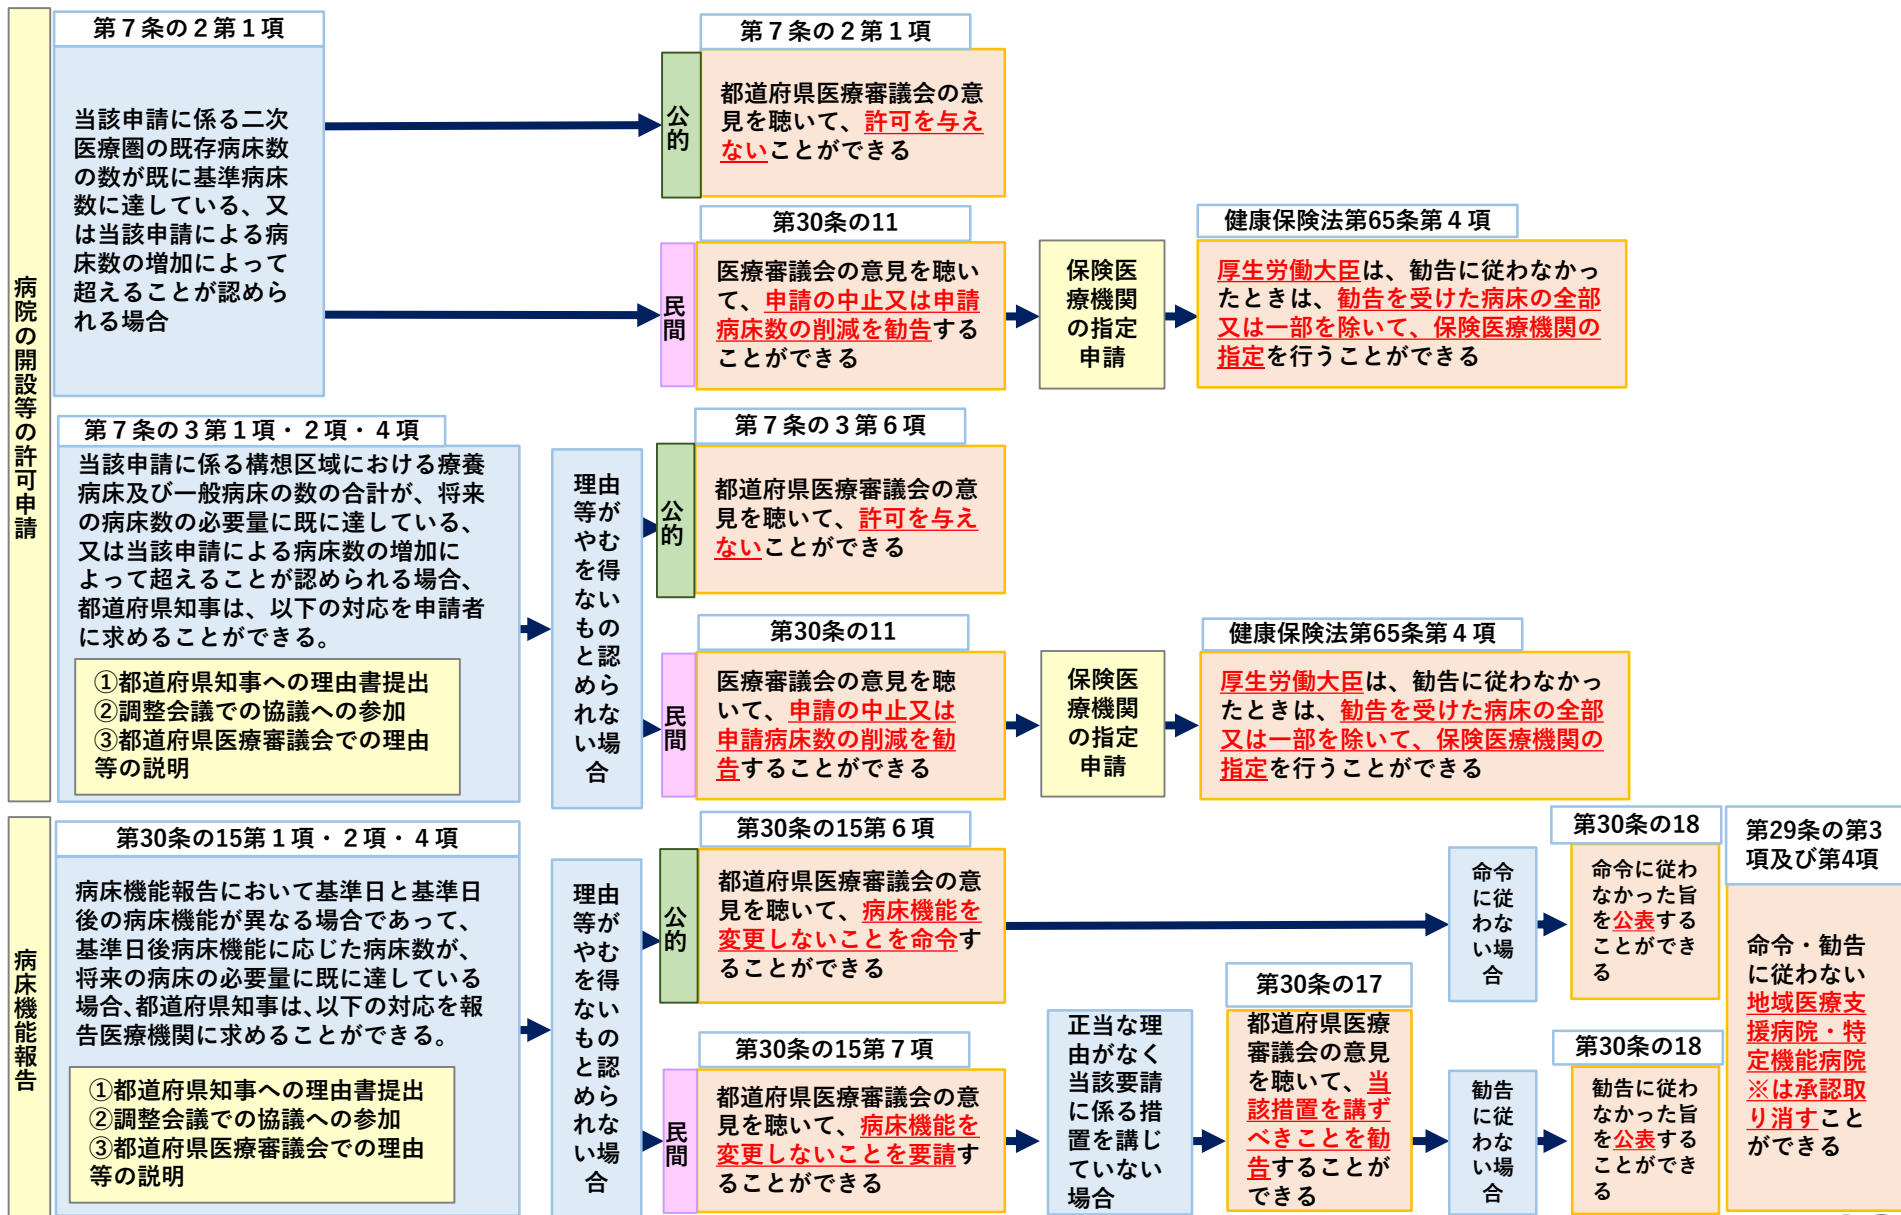 病院の開設等の許可申請
第７条の２第１項
当該申請に係る二次
医療圏の既存病床数
の数が既に基準病床
数に達している、又
は当該申請による病
床数の増加によって
超えることが認めら
れる場合
公的
第７条の２第１項
都道府県医療審議会の意
見を聴いて、許可を与え
ないことができる
民間
第30条の11
医療審議会の意見を聴い
て、申請の中止又は申請
病床数の削減を勧告する
ことができる
保険医
療機関
の指定
申請
健康保険法第65条第４項
厚生労働大臣は、勧告に従わなかっ
たときは、勧告を受けた病床の全部
又は一部を除いて、保険医療機関の
指定を行うことができる
第７条の３第１項・２項・４項
当該申請に係る構想区域における療養
病床及び一般病床の数の合計が、将来
の病床数の必要量に既に達している、
又は当該申請による病床数の増加に
よって超えることが認められる場合、
都道府県知事は、以下の対応を申請者
に求めることができる。
①都道府県知事への理由書提出
②調整会議での協議への参加
③都道府県医療審議会での理由
等の説明
理由
等が
やむ
を得
ない
もの
と認
めら
れな
い場
合
公的
第７条の３第６項
都道府県医療審議会の意
見を聴いて、許可を与え
ないことができる
民間
第30条の11
医療審議会の意見を聴
いて、申請の中止又は
申請病床数の削減を勧
告することができる
保険医
療機関
の指定
申請
健康保険法第65条第４項
厚生労働大臣は、勧告に従わなかっ
たときは、勧告を受けた病床の全部
又は一部を除いて、保険医療機関の
指定を行うことができる
病床機能報告
第30条の15第１項・２項・４項
病床機能報告において基準日と基準日
後の病床機能が異なる場合であって、
基準日後病床機能に応じた病床数が、
将来の病床の必要量に既に達している
場合、都道府県知事は、以下の対応を報
告医療機関に求めることができる。
①都道府県知事への理由書提出
②調整会議での協議への参加
③都道府県医療審議会での理由
等の説明
理由
等が
やむ
を得
ない
もの
と認
めら
れな
い場
合
公的
第30条の15第６項
都道府県医療審議会の意
見を聴いて、病床機能を
変更しないことを命令す
ることができる
命令
に従
わな
い場
合
第30条の18
命令に従わ
なかった旨
を公表する
ことができ
る
民間
第30条の15第７項
都道府県医療審議会の意
見を聴いて、病床機能を
変更しないことを要請す
ることができる
正当な理
由がなく
当該要請
に係る措
置を講じ
ていない
場合
第30条の17
都道府県医療
審議会の意見
を聴いて、当
該措置を講ず
べきことを勧
告することが
できる
勧告
に従
わな
い場
合
第30条の18
勧告に従わ
なかった旨
を公表する
ことができ
る
第29条の第3
項及び第4項
命令・勧告
に従わない
地域医療支
援病院・特
定機能病院
※は承認取
り消すこと
ができる